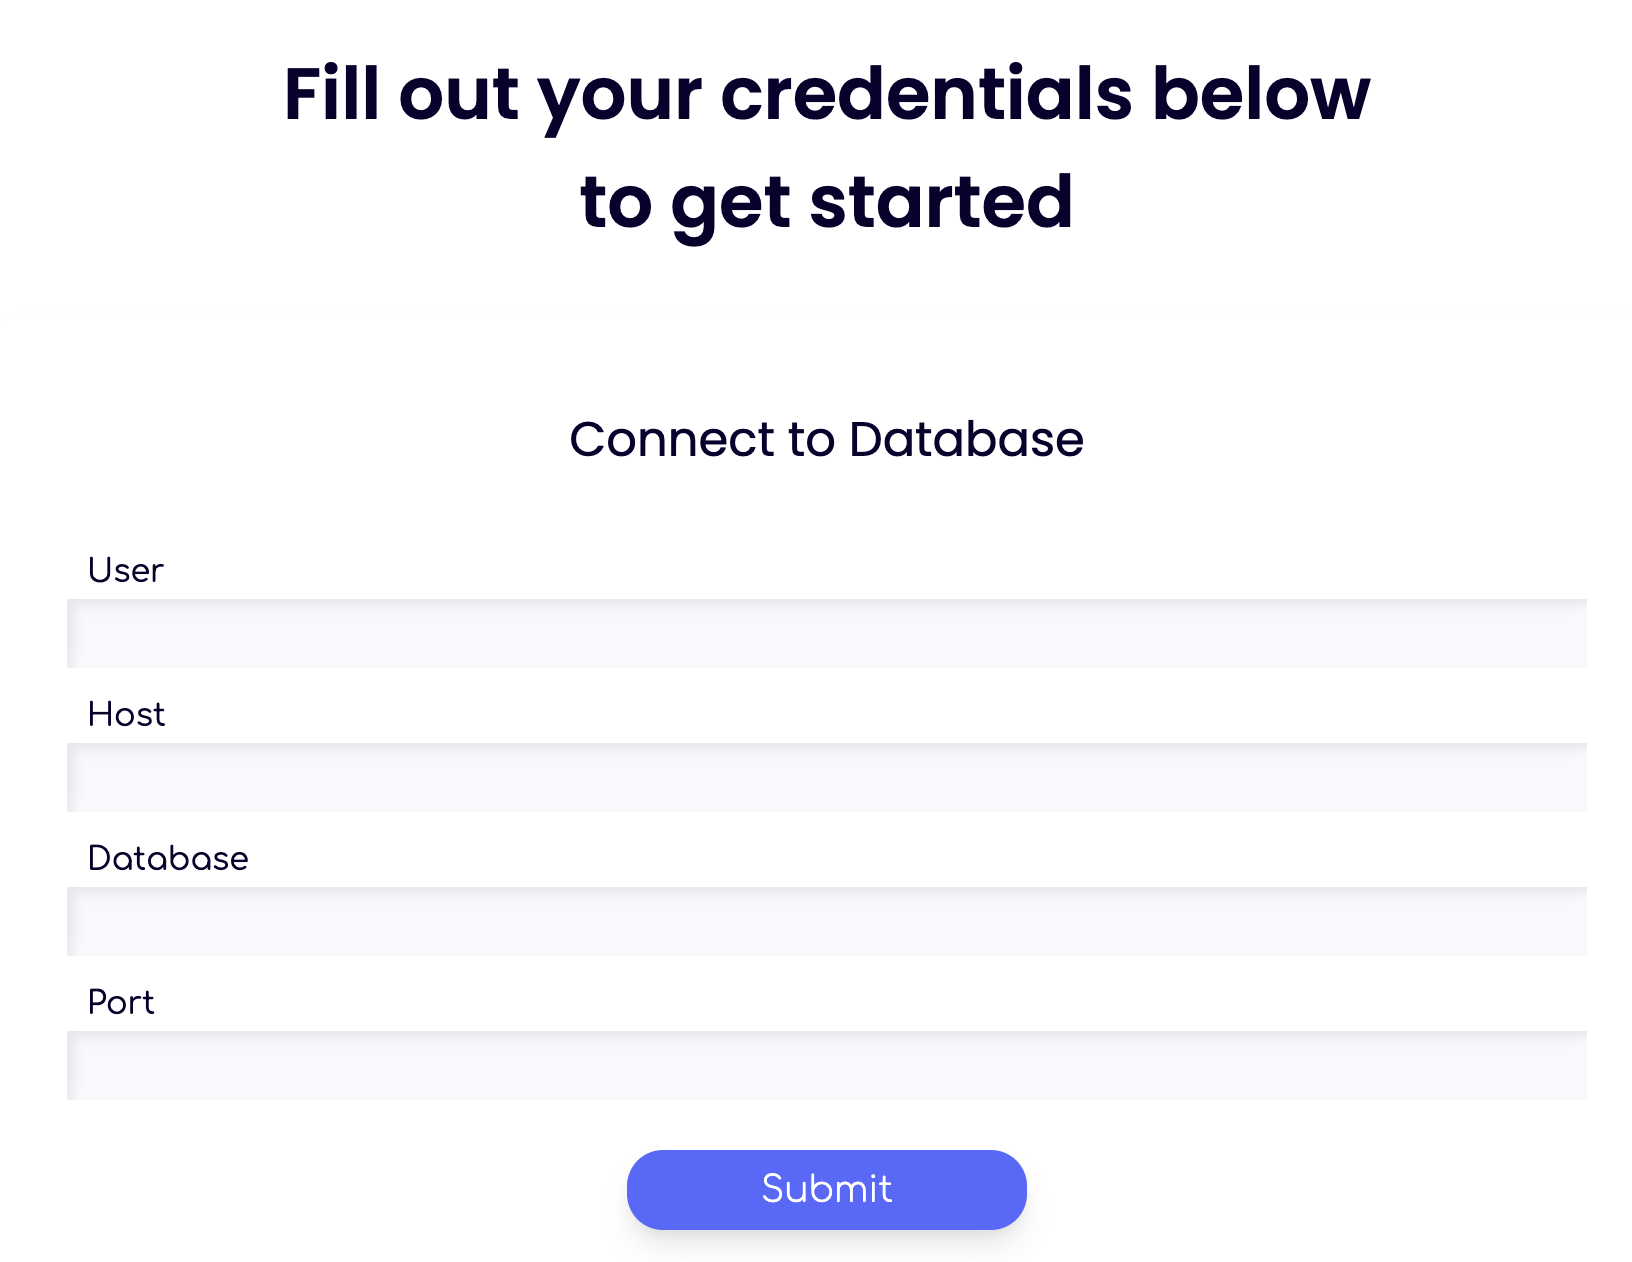 Fill out your credentials below
to get started
Connect to Database
User
Host
Database
Port
Submit